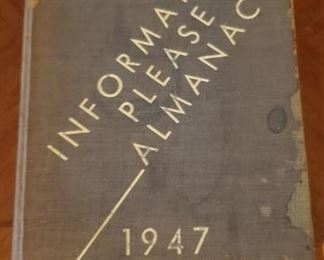 INFORMA
PLEASE
ALMANAC
1947